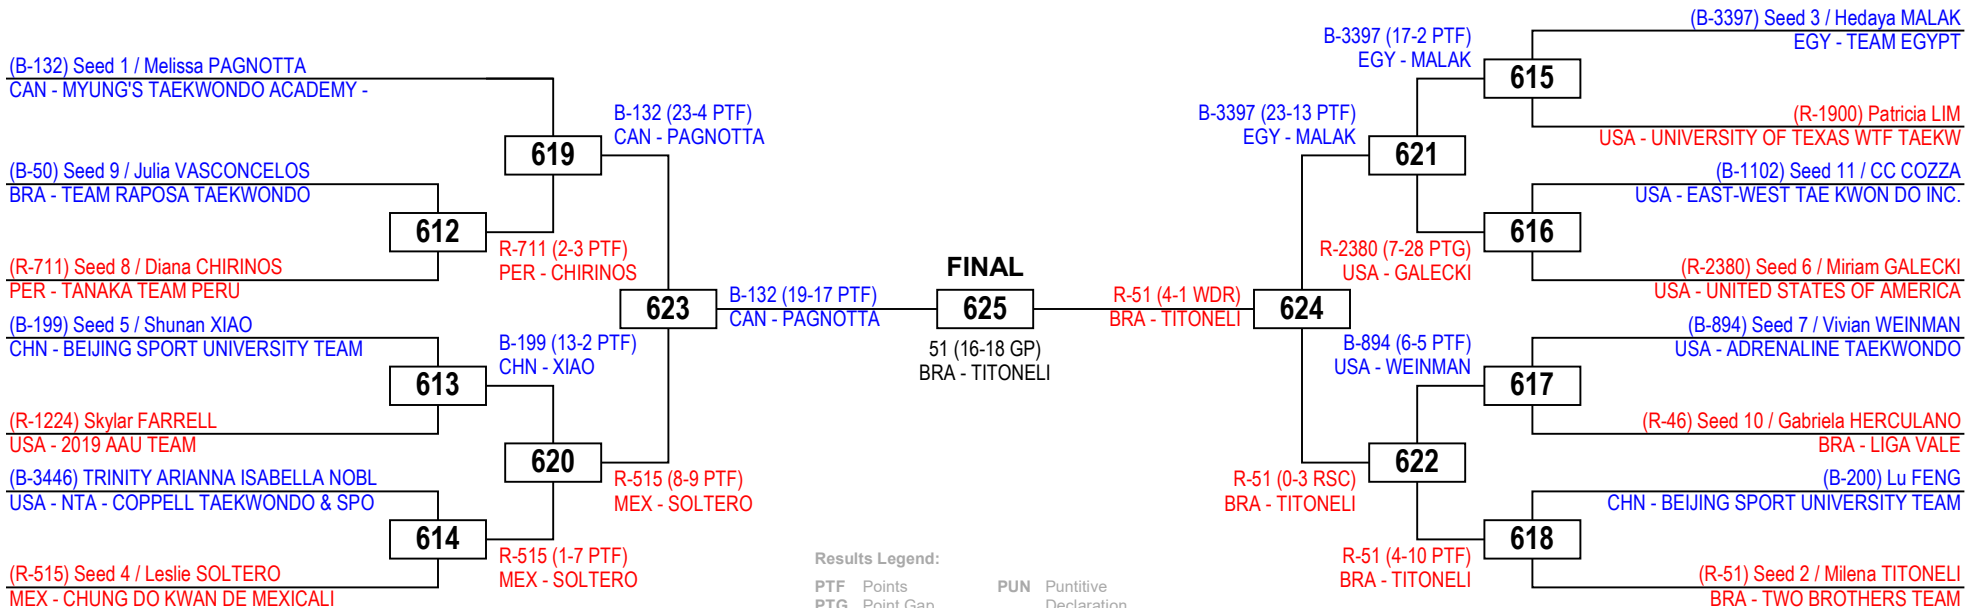 (B-132) Seed 1 / Melissa PAGNOTTA
CAN - MYUNG'S TAEKWONDO ACADEMY -
(B-50) Seed 9 / Julia VASCONCELOS
BRA - TEAM RAPOSA TAEKWONDO
(R-711) Seed 8 / Diana CHIRINOS
PER - TANAKA TEAM PERU
(B-199) Seed 5 / Shunan XIAO
CHN - BEIJING SPORT UNIVERSITY TEAM
(R-1224) Skylar FARRELL
USA - 2019 AAU TEAM
(B-3446) TRINITY ARIANNA ISABELLA NOBL
USA - NTA - COPPELL TAEKWONDO & SPO
(R-515) Seed 4 / Leslie SOLTERO
MEX - CHUNG DO KWAN DE MEXICALI
612
613
614
R-711 (2-3 PTF)
PER - CHIRINOS
B-199 (13-2 PTF)
CHN - XIAO
R-515 (1-7 PTF)
MEX - SOLTERO
619
620
B-132 (23-4 PTF)
CAN - PAGNOTTA
R-515 (8-9 PTF)
MEX - SOLTERO
623
B-132 (19-17 PTF)
CAN - PAGNOTTA
FINAL
625
51 (16-18 GP)
BRA - TITONELI
R-51 (4-1 WDR)
BRA - TITONELI
624
B-3397 (23-13 PTF)
EGY - MALAK
R-51 (0-3 RSC)
BRA - TITONELI
621
622
B-3397 (17-2 PTF)
EGY - MALAK
R-2380 (7-28 PTG)
USA - GALECKI
B-894 (6-5 PTF)
USA - WEINMAN
R-51 (4-10 PTF)
BRA - TITONELI
615
616
617
618
(B-3397) Seed 3 / Hedaya MALAK
EGY - TEAM EGYPT
(R-1900) Patricia LIM
USA - UNIVERSITY OF TEXAS WTF TAEKW
(B-1102) Seed 11 / CC COZZA
USA - EAST-WEST TAE KWON DO INC.
(R-2380) Seed 6 / Miriam GALECKI
USA - UNITED STATES OF AMERICA
(B-894) Seed 7 / Vivian WEINMAN
USA - ADRENALINE TAEKWONDO
(R-46) Seed 10 / Gabriela HERCULANO
BRA - LIGA VALE
(B-200) Lu FENG
CHN - BEIJING SPORT UNIVERSITY TEAM
(R-51) Seed 2 / Milena TITONELI
BRA - TWO BROTHERS TEAM
Results Legend:
PTF Points PUN Puntitive
PTG Point Gap Declaration